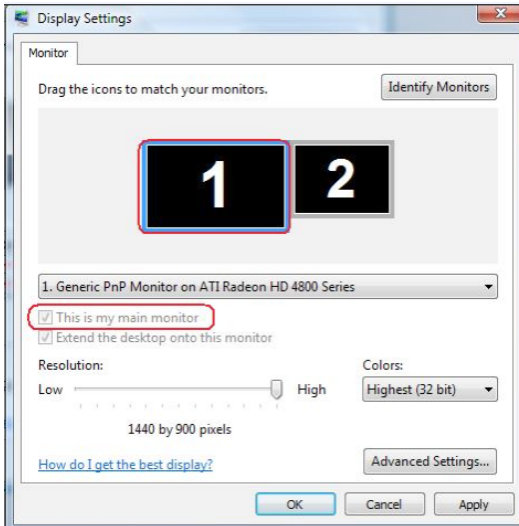 Display Settings
Monitor
Drag the icons to match your monitors.
Identify Monitors
1 2
1. Generic PnP Monitor on ATI Radeon HD 4800 Series
This is my main monitor
Extend the desktop onto this monitor
Resolution:
Colors:
Low High
Highest (32 bit)
1440 by 900 pixels
How do I get the best display?
Advanced Settings...
OK Cancel Apply